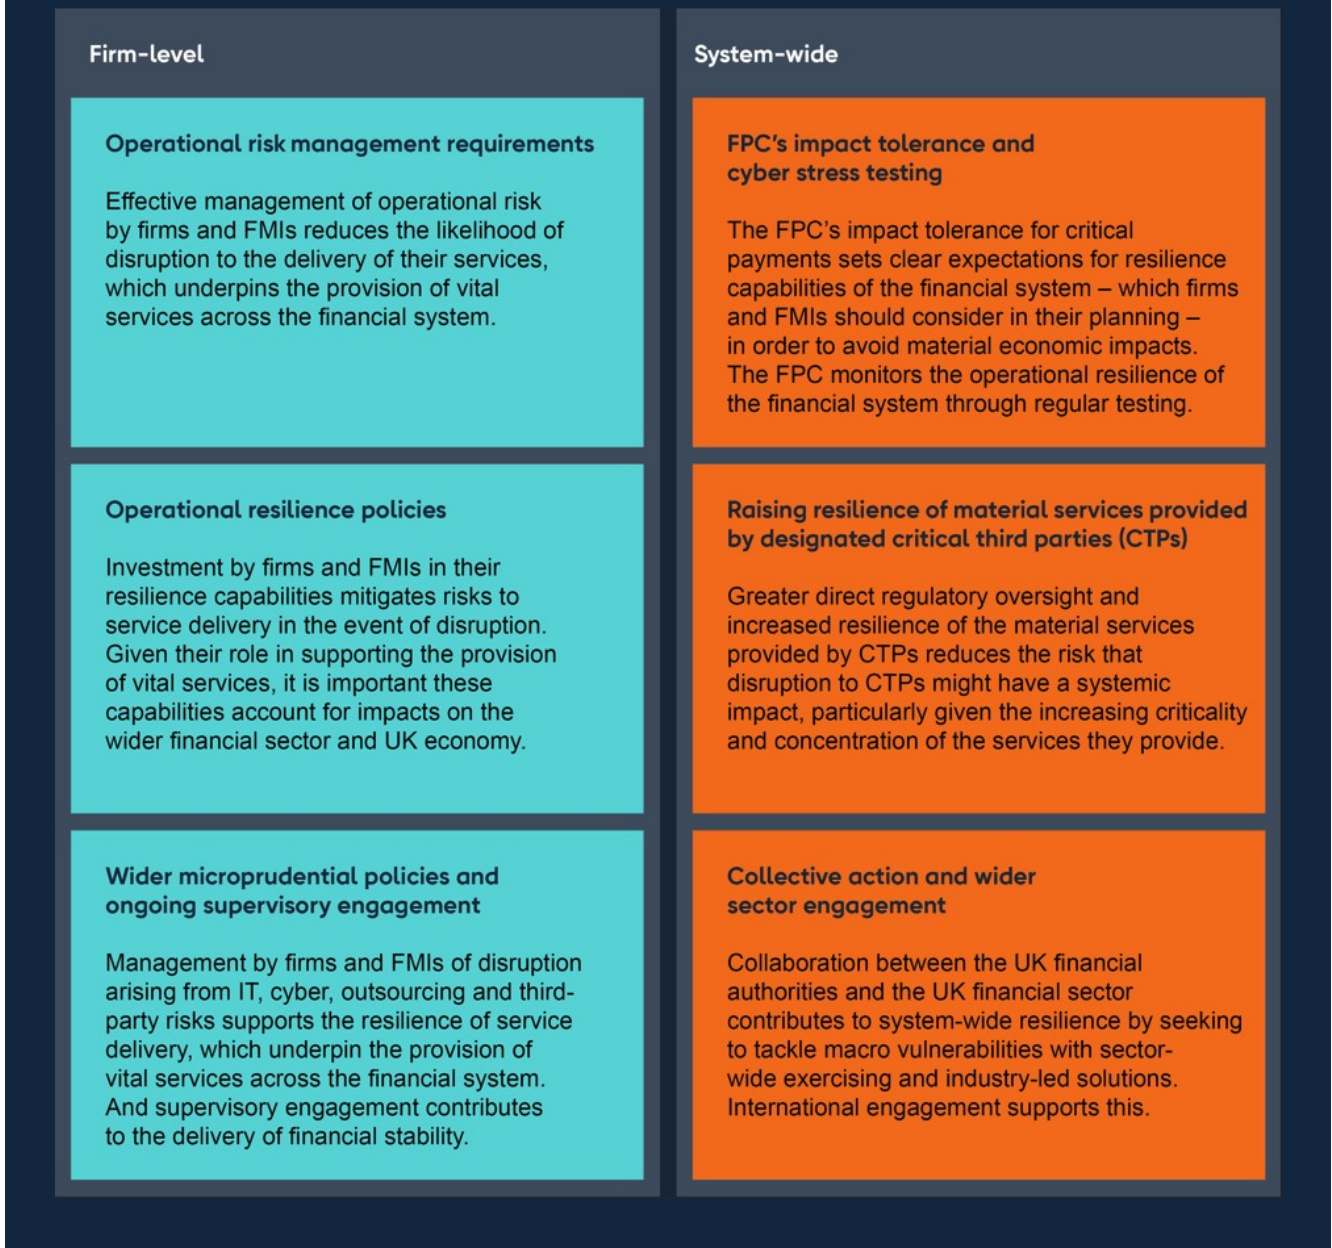 Firm-level
Operational risk management requirements
Effective management of operational risk
by firms and FMIs reduces the likelihood of
disruption to the delivery of their services,
which underpins the provision of vital
services across the financial system.
Operational resilience policies
Investment by firms and FMIs in their
resilience capabilities mitigates risks to
service delivery in the event of disruption.
Given their role in supporting the provision
of vital services, it is important these
capabilities account for impacts on the
wider financial sector and UK economy.
Wider microprudential policies and
ongoing supervisory engagement
Management by firms and FMIs of disruption
arising from IT, cyber, outsourcing and third-
party risks supports the resilience of service
delivery, which underpin the provision of
vital services across the financial system.
And supervisory engagement contributes
to the delivery of financial stability.
System-wide
FPC’s impact tolerance and
cyber stress testing
The FPC’s impact tolerance for critical
payments sets clear expectations for resilience
capabilities of the financial system – which firms
and FMIs should consider in their planning –
in order to avoid material economic impacts.
The FPC monitors the operational resilience of
the financial system through regular testing.
Raising resilience of material services provided
by designated critical third parties (CTPs)
Greater direct regulatory oversight and
increased resilience of the material services
provided by CTPs reduces the risk that
disruption to CTPs might have a systemic
impact, particularly given the increasing criticality
and concentration of the services they provide.
Collective action and wider
sector engagement
Collaboration between the UK financial
authorities and the UK financial sector
contributes to system-wide resilience by seeking
to tackle macro vulnerabilities with sector-
wide exercising and industry-led solutions.
International engagement supports this.